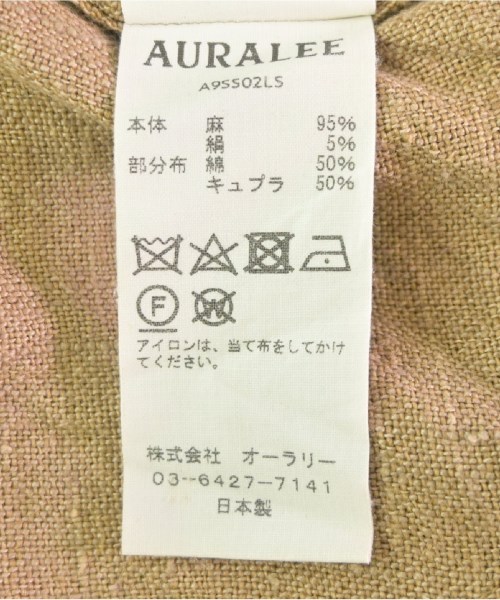 AURALEE
A9SS02LS
本体 麻 95%
絹 5%
部分布 綿 50%
キュプラ 50%
F W
アイロンは、当て布をしてかけ
てください。
株式会社 オーラリー
03-6427-7141
日本製